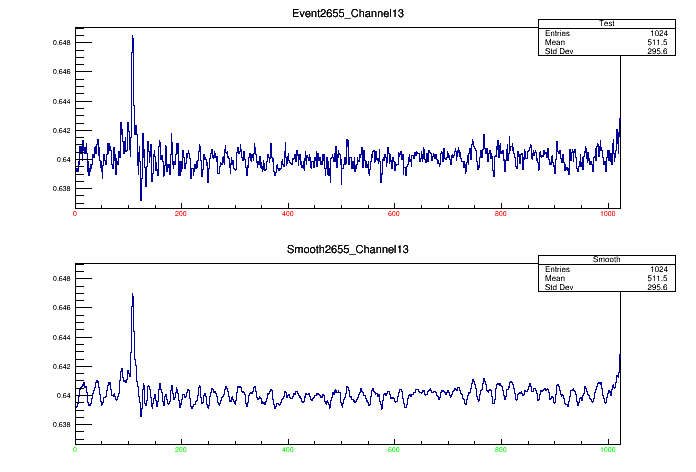 Event2655_Channel13
Test
Entries 1024
Mean 511.5
Std Dev 295.6
0.648
0.646
0.644
0.642
0.64
0.638
0 200 400 600 800 1000
Smooth2655_Channel13
Smooth
Entries 1024
Mean 511.5
Std Dev 295.6
0.648
0.646
0.644
0.642
0.64
0.638
0 200 400 600 800 1000